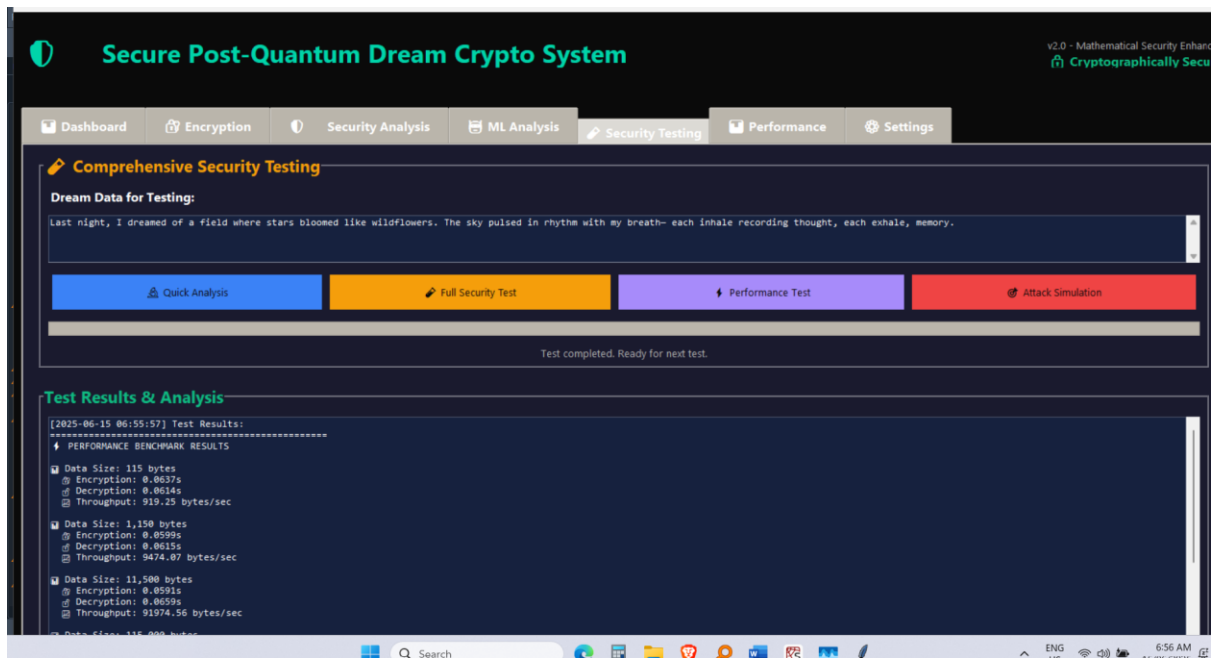 Secure Post-Quantum Dream Crypto System
v2.0 - Mathematical Security Enhanc
Cryptographically Secu
Dashboard Encryption Security Analysis ML Analysis Security Testing Performance Settings
Comprehensive Security Testing
Dream Data for Testing:
Last night, I dreamed of a field where stars bloomed like wildflowers. The sky pulsed in rhythm with my breath— each inhale recording thought, each exhale, memory.
Quick Analysis Full Security Test Performance Test Attack Simulation
Test completed. Ready for next test.
Test Results & Analysis
[2025-06-15 06:55:57] Test Results:
==================================================
PERFORMANCE BENCHMARK RESULTS
Data Size: 115 bytes
Encryption: 0.0637s
Decryption: 0.0614s
Throughput: 919.25 bytes/sec
Data Size: 1,150 bytes
Encryption: 0.0599s
Decryption: 0.0615s
Throughput: 9474.07 bytes/sec
Data Size: 11,500 bytes
Encryption: 0.0591s
Decryption: 0.0659s
Throughput: 91974.56 bytes/sec
Data Size: 115,000 bytes
Search
ENG
6:56 AM